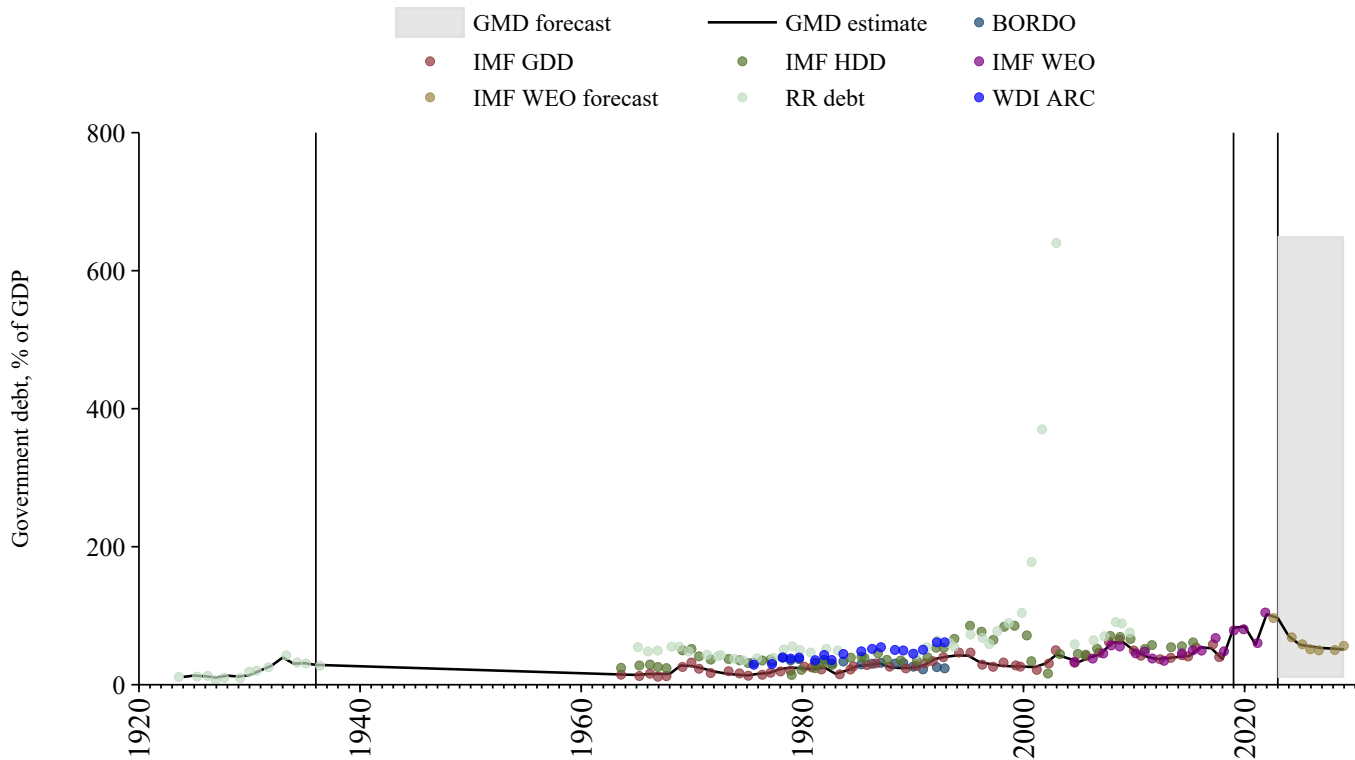 GMD forecast GMD estimate BORDO
IMF GDD IMF HDD IMF WEO
IMF WEO forecast RR debt WDI ARC
Government debt, % of GDP
800
600
400
200
0
1920 1940 1960 1980 2000 2020